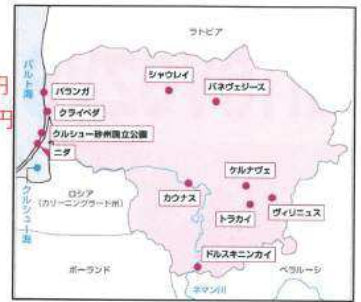 ラトビア
バルト海
円
円
パランガ
シャウレイ
パネヴェジース
クライペダ
クルシュー砂州国立公園
ニダ
クルシュー海
ロシア
(カリーニングラード州)
カウナス
ケルナヴェ
トラカイ
ヴィリニュス
ドルスキニンカイ
ポーランド
ネマン川
ベラルーシ